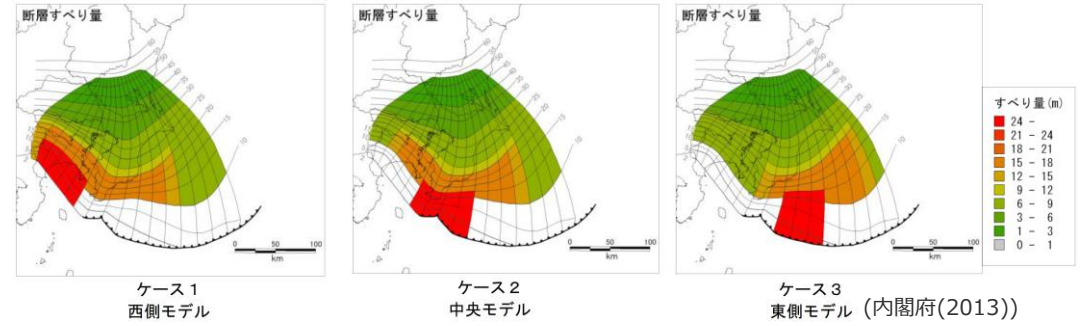 断層すべり量
断層すべり量
断層すべり量
すべり量(m)
24 -
21 - 24
18 - 21
15 - 18
12 - 15
9 - 12
6 - 9
3 - 6
1 - 3
0 - 1
0 50 100
km
0 50 100
km
0 50 100
km
ケース1
西側モデル
ケース2
中央モデル
ケース3
東側モデル
(内閣府(2013))